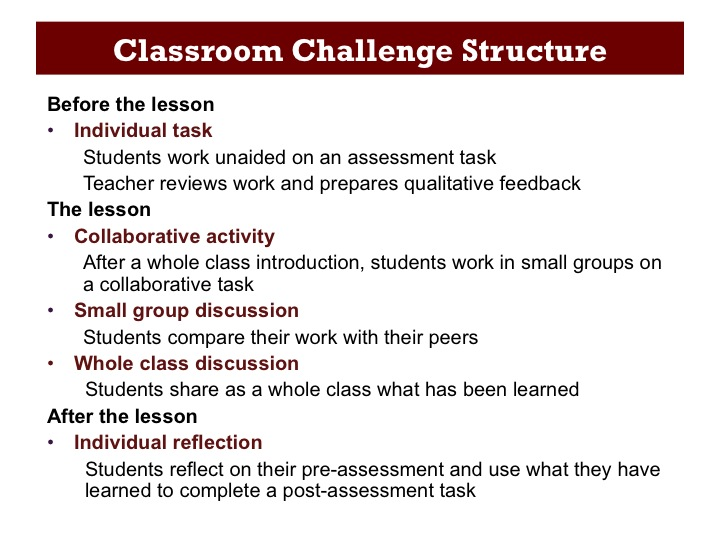 Classroom Challenge Structure
Before the lesson
• Individual task
Students work unaided on an assessment task
Teacher reviews work and prepares qualitative feedback
The lesson
• Collaborative activity
After a whole class introduction, students work in small groups on
a collaborative task
• Small group discussion
Students compare their work with their peers
• Whole class discussion
Students share as a whole class what has been learned
After the lesson
• Individual reflection
Students reflect on their pre-assessment and use what they have
learned to complete a post-assessment task